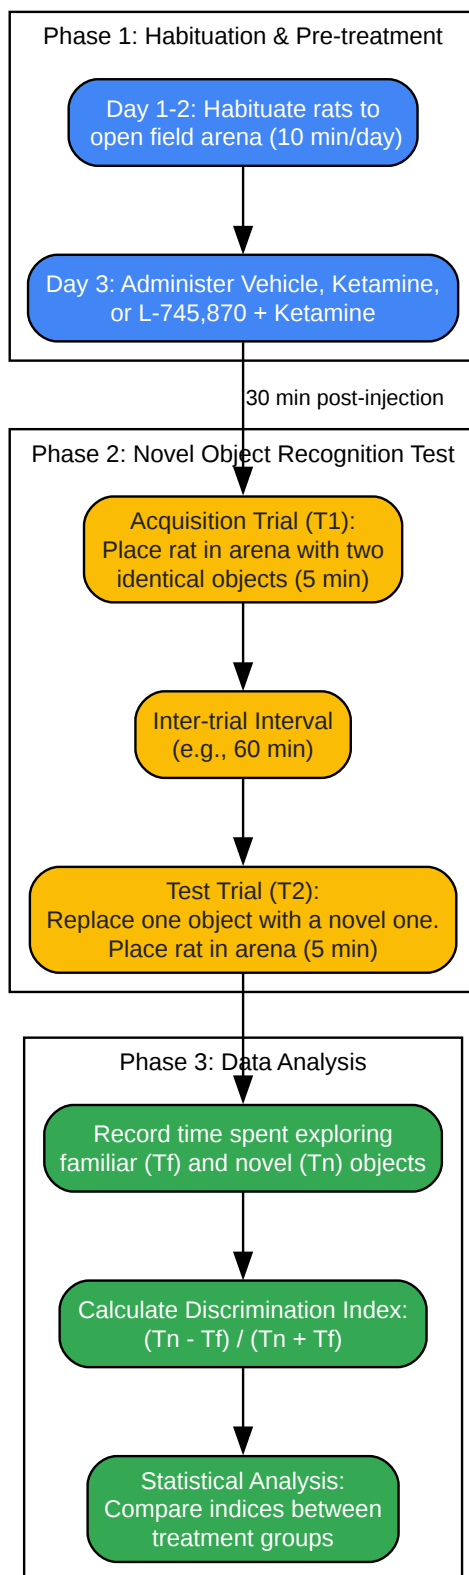 Phase 1: Habituation & Pre-treatment
Day 1-2: Habituate rats to
open field arena (10 min/day)
Day 3: Administer Vehicle, Ketamine,
or L-745,870 + Ketamine
30 min post-injection
Phase 2: Novel Object Recognition Test
Acquisition Trial (T1):
Place rat in arena with two
identical objects (5 min)
Inter-trial Interval
(e.g., 60 min)
Test Trial (T2):
Replace one object with a novel one.
Place rat in arena (5 min)
Phase 3: Data Analysis
Record time spent exploring
familiar (Tf) and novel (Tn) objects
Calculate Discrimination Index:
(Tn - Tf) / (Tn + Tf)
Statistical Analysis:
Compare indices between
treatment groups